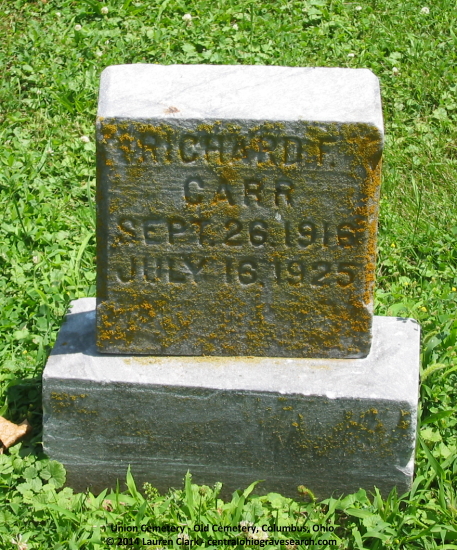 RICHARD F.
CARR
SEPT. 26, 1916
JULY 16, 1925
Union Cemetery - Old Cemetery, Columbus, Ohio
© 2014 Lauren Clark - centralohiogravesearch.com